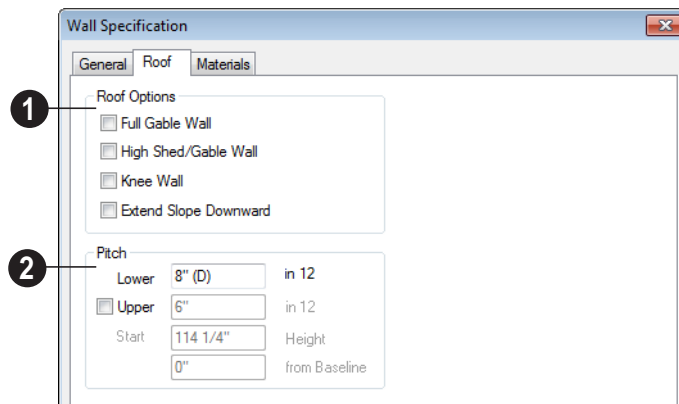 Wall Specification
General Roof Materials
1
Roof Options
Full Gable Wall
High Shed/Gable Wall
Knee Wall
Extend Slope Downward
2
Pitch
Lower 8" (D) in 12
Upper 6" in 12
Start 114 1/4" Height
0" from Baseline